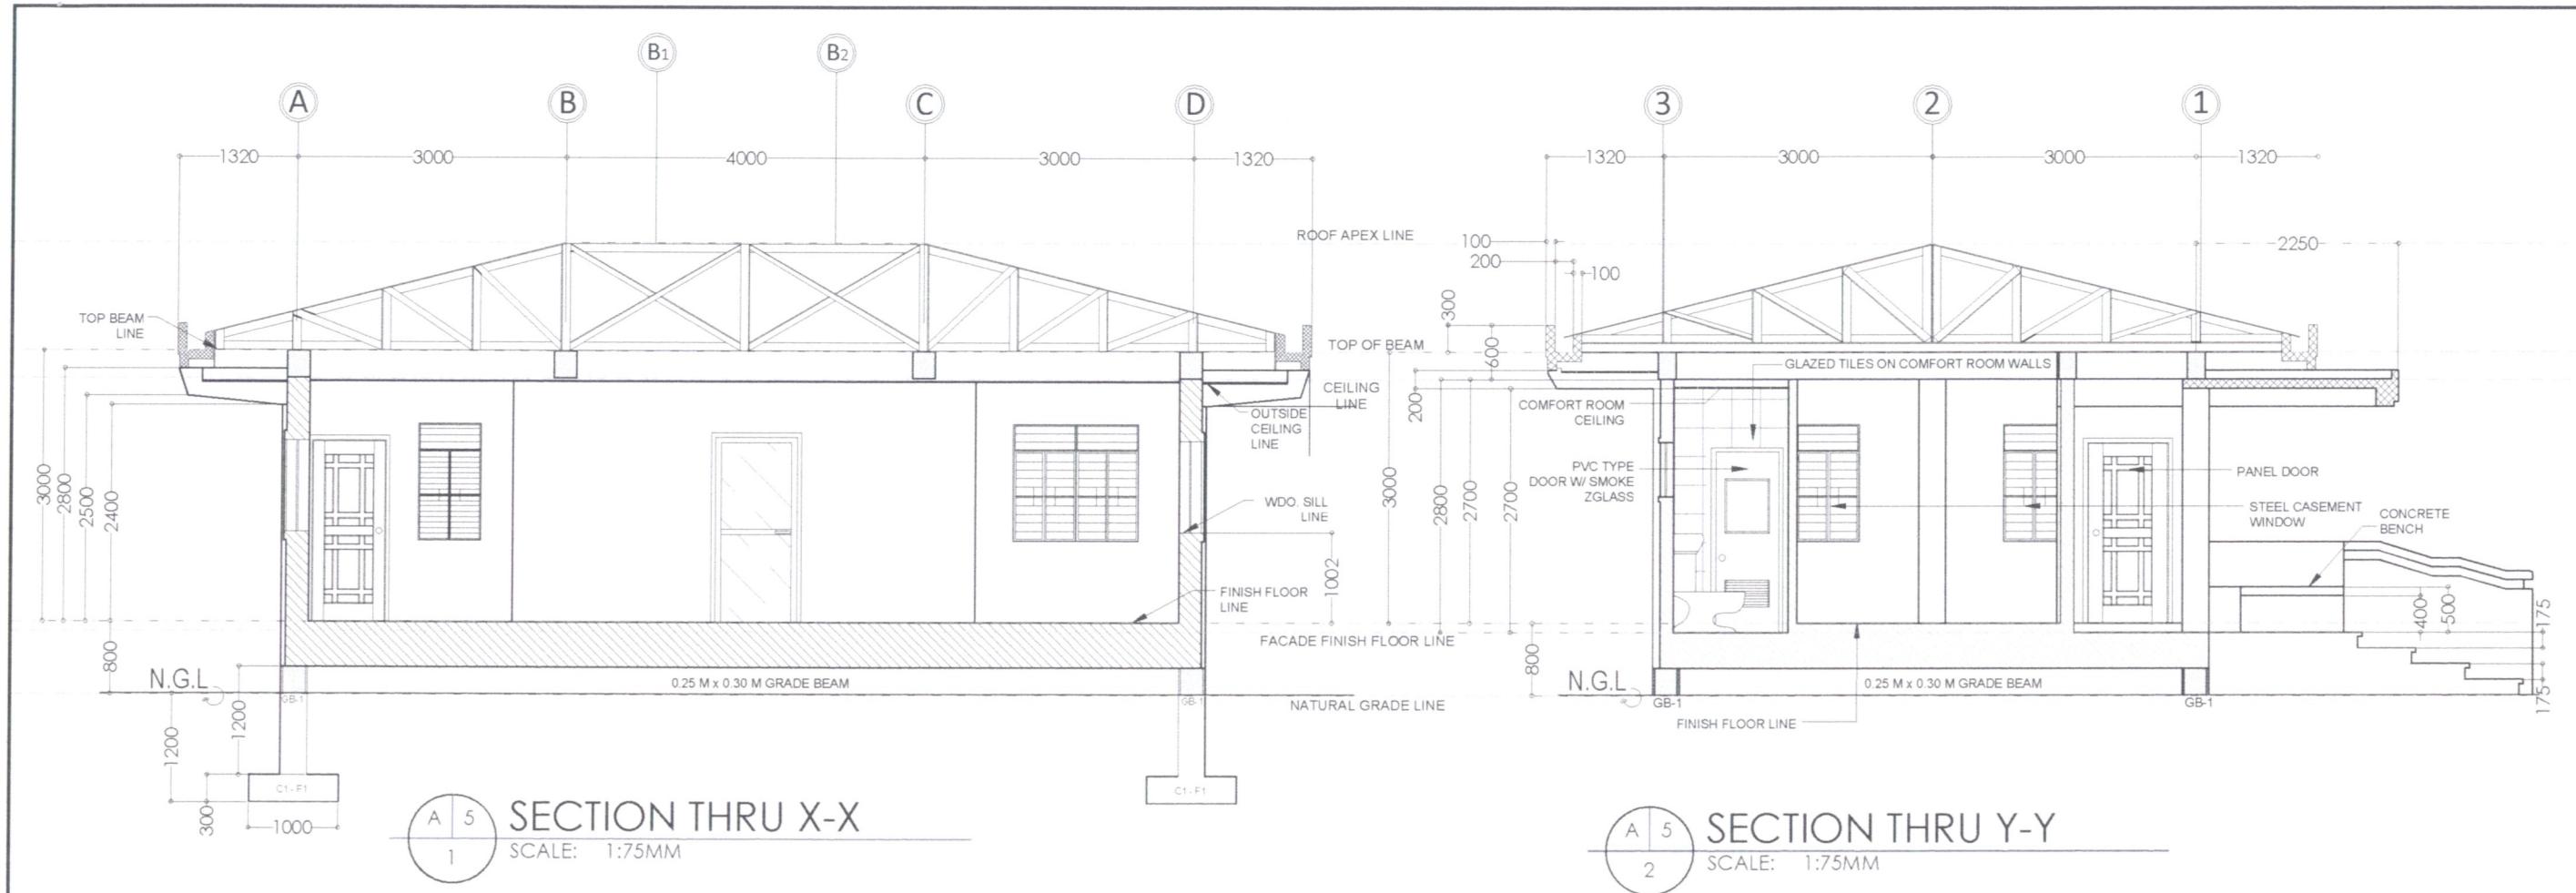 B1
B2
A
B
C
D
1320
3000
4000
3000
1320
TOP BEAM
LINE
OUTSIDE
CEILING
LINE
WDO. SILL
LINE
1002
FINISH FLOOR
LINE
3000
2800
2500
2400
800
N.G.L
GB-1
0.25 M x 0.30 M GRADE BEAM
GB-1
1200
1200
300
C1 - F1
1000
C1 - F1
A 5
1
SECTION THRU X-X
SCALE: 1:75MM
ROOF APEX LINE
TOP OF BEAM
CEILING
LINE
FACADE FINISH FLOOR LINE
NATURAL GRADE LINE
3
2
1
1320
3000
3000
1320
100
200
100
2250
300
600
200
GLAZED TILES ON COMFORT ROOM WALLS
COMFORT ROOM
CEILING
PVC TYPE
DOOR W/ SMOKE
ZGLASS
PANEL DOOR
STEEL CASEMENT
WINDOW
CONCRETE
BENCH
3000
2800
2700
2700
400
500
175
175
800
N.G.L
GB-1
0.25 M x 0.30 M GRADE BEAM
GB-1
FINISH FLOOR LINE
A 5
2
SECTION THRU Y-Y
SCALE: 1:75MM